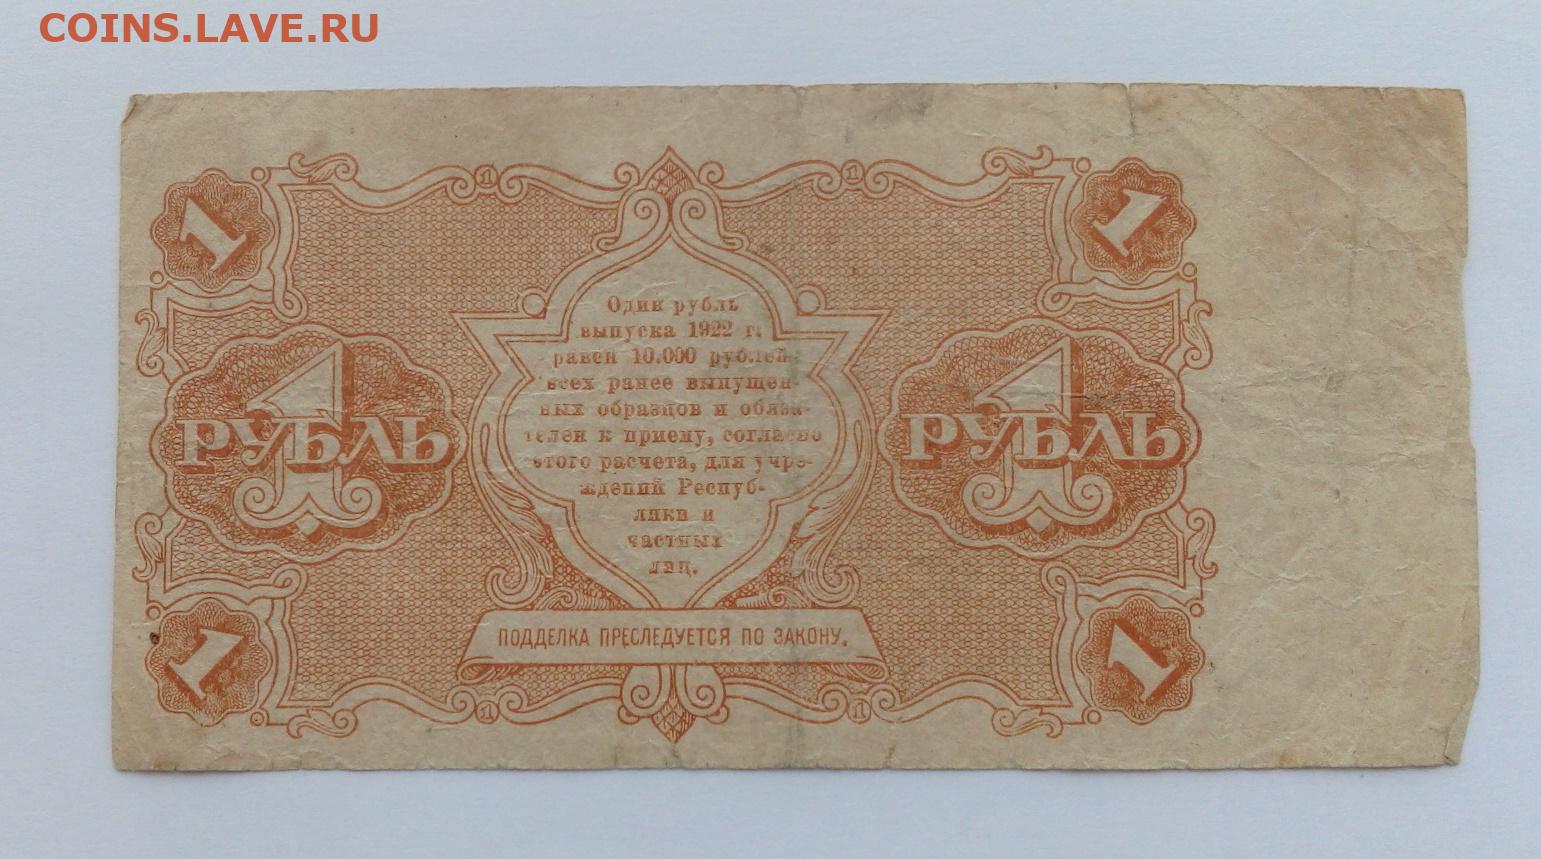 COINS.LAVE.RU
1 1 1 1
Один рубль
выпуска 1922 г.
равен 10.000 рублей
всех ранее выпущен-
ных образцов и обяза-
телен к приему, согласно
этого расчета, для учре-
ждений Респуб-
лики и
частных
лиц.
1 РУБЛЬ 1 РУБЛЬ
ПОДДЕЛКА ПРЕСЛЕДУЕТСЯ ПО ЗАКОНУ.
1 1 1 1